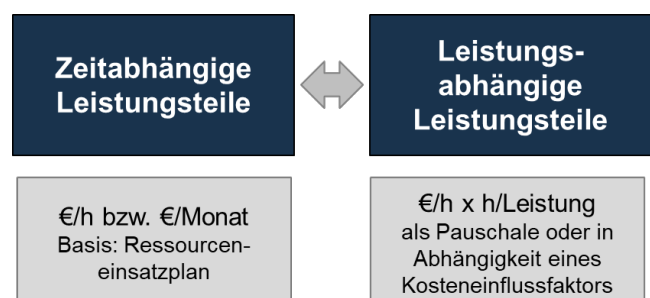 Zeitabhängige
Leistungsteile
Leistungs-
abhängige
Leistungsteile
€/h bzw. €/Monat
Basis: Ressourcen-
einsatzplan
€/h x h/Leistung
als Pauschale oder in
Abhängigkeit eines
Kosteneinflussfaktors